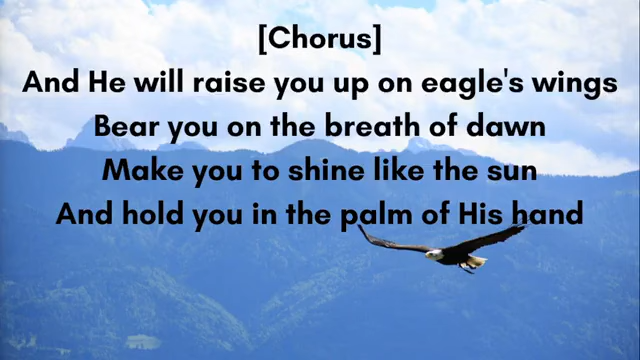 [Chorus]
And He will raise you up on eagle's wings
Bear you on the breath of dawn
Make you to shine like the sun
And hold you in the palm of His hand